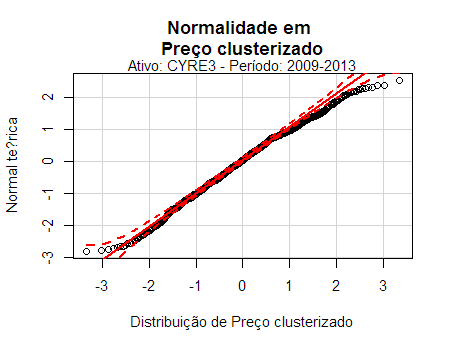 Normalidade em
Preço clusterizado
Ativo: CYRE3 - Período: 2009-2013
Normal te?rica
2
1
0
-1
-2
-3
-3 -2 -1 0 1 2 3
Distribuição de Preço clusterizado